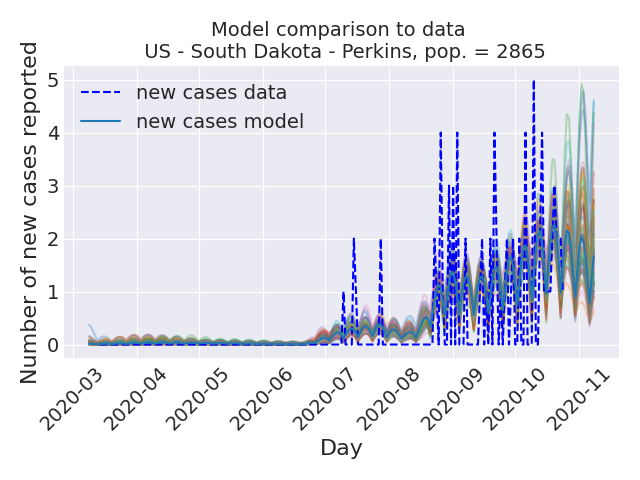 Model comparison to data
US - South Dakota - Perkins, pop. = 2865
Number of new cases reported
5
4
3
2
1
0
new cases data
new cases model
2020-03
2020-04
2020-05
2020-06
2020-07
2020-08
2020-09
2020-10
2020-11
Day